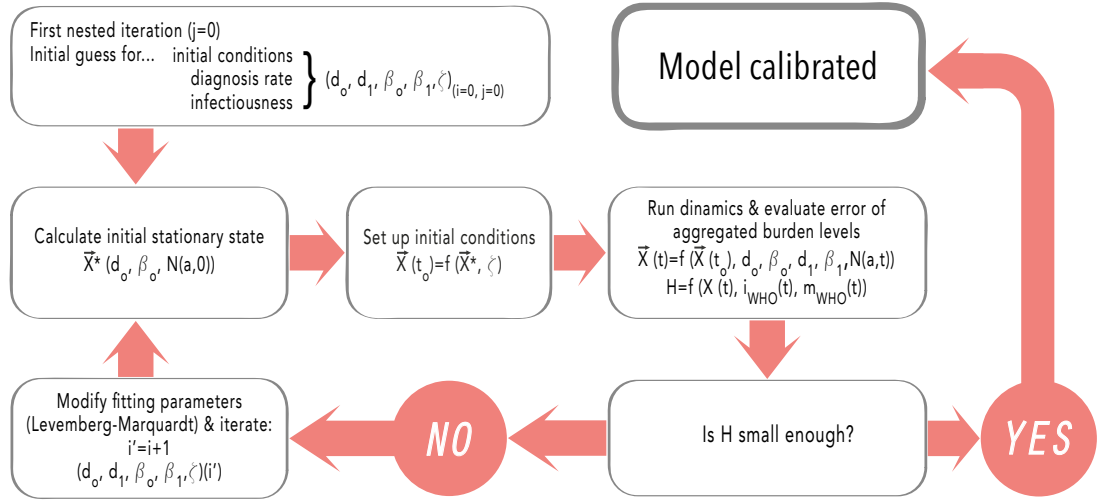 First nested iteration (j=0)
Initial guess for... initial conditions
diagnosis rate
infectiousness
} (d₀, d₁, β₀, β₁,ζ)(i=0, j=0)
Model calibrated
Calculate initial stationary state
X⃗* (d₀, β₀, N(a,0))
Set up initial conditions
X⃗ (t₀)=f (X⃗*, ζ)
Run dinamics & evaluate error of
aggregated burden levels
X⃗ (t)=f (X⃗ (t₀), d₀, β₀, d₁, β₁,N(a,t))
H=f (X (t), i_WHO(t), m_WHO(t))
Is H small enough?
YES
NO
Modify fitting parameters
(Levemberg-Marquardt) & iterate:
i'=i+1
(d₀, d₁, β₀, β₁,ζ)(i')